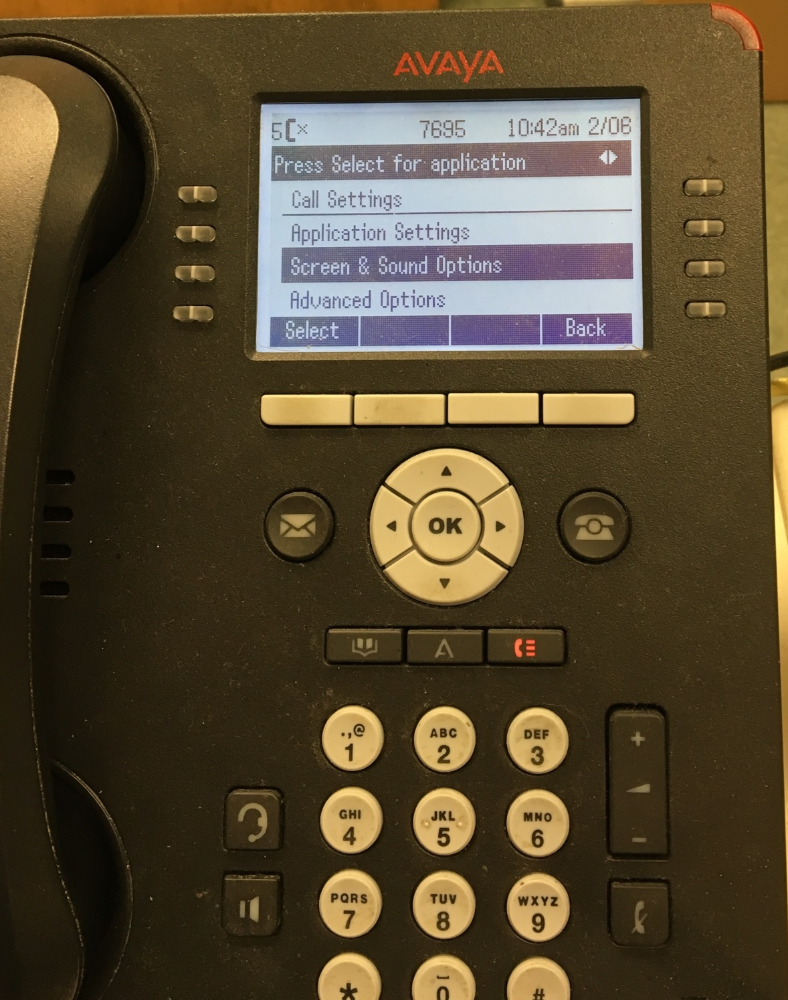 AVAYA
5 7695 10:42am 2/06
Press Select for application
Call Settings
Application Settings
Screen & Sound Options
Advanced Options
Select Back
OK
.,@ ABC DEF
1 2 3
+
GHI JKL MNO
4 5 6
-
PQRS TUV WXYZ
7 8 9
* 0 #